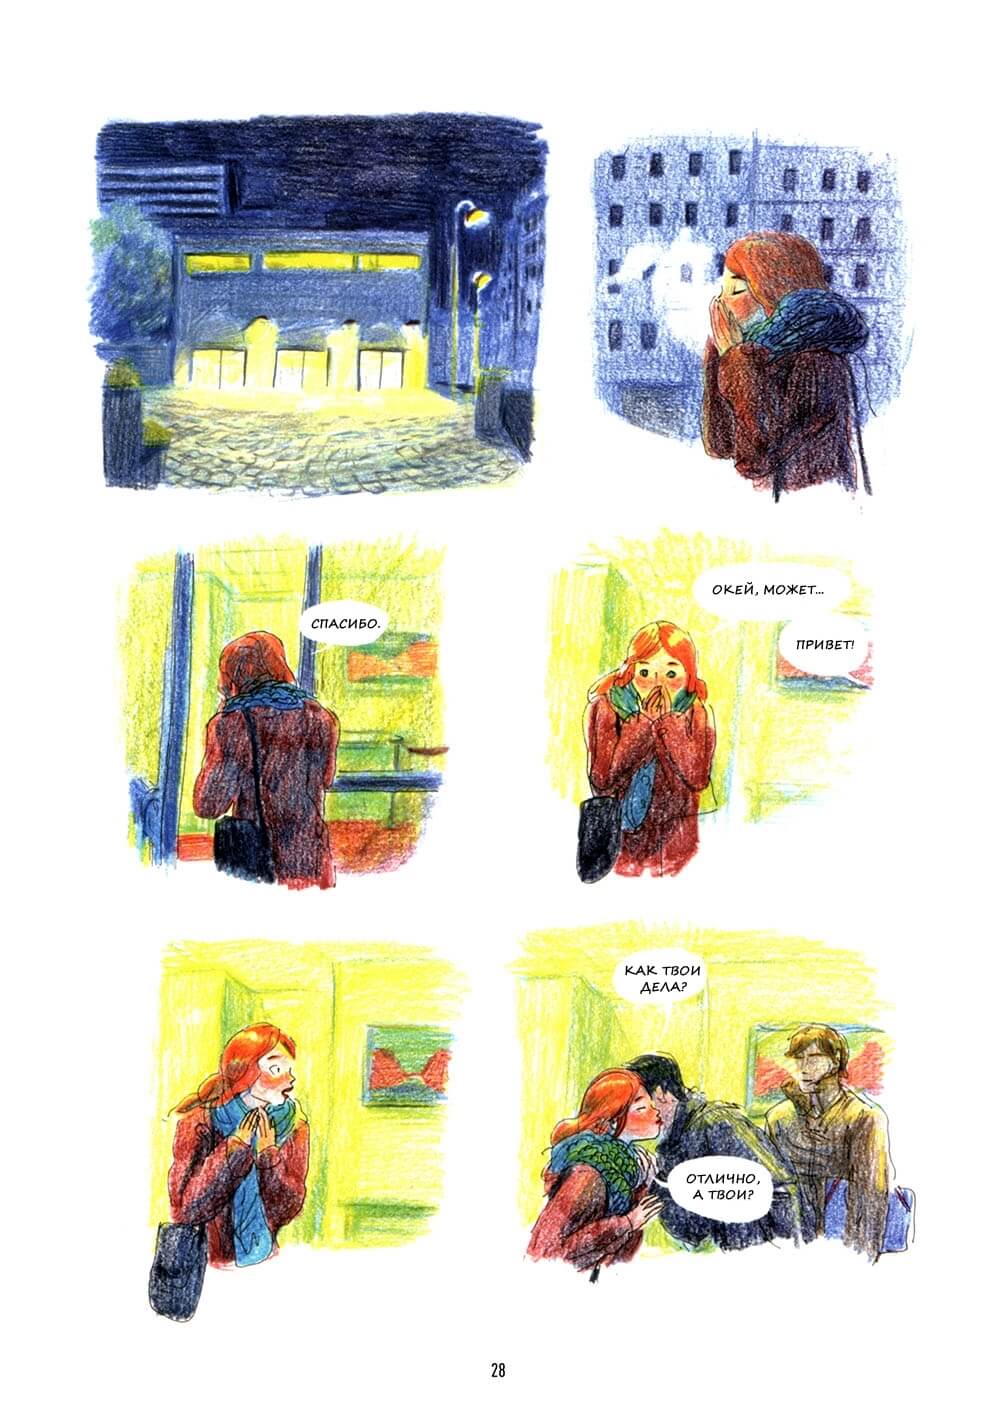 СПАСИБО.
ОКЕЙ, МОЖЕТ...
ПРИВЕТ!
КАК ТВОИ
ДЕЛА?
ОТЛИЧНО,
А ТВОИ?
28